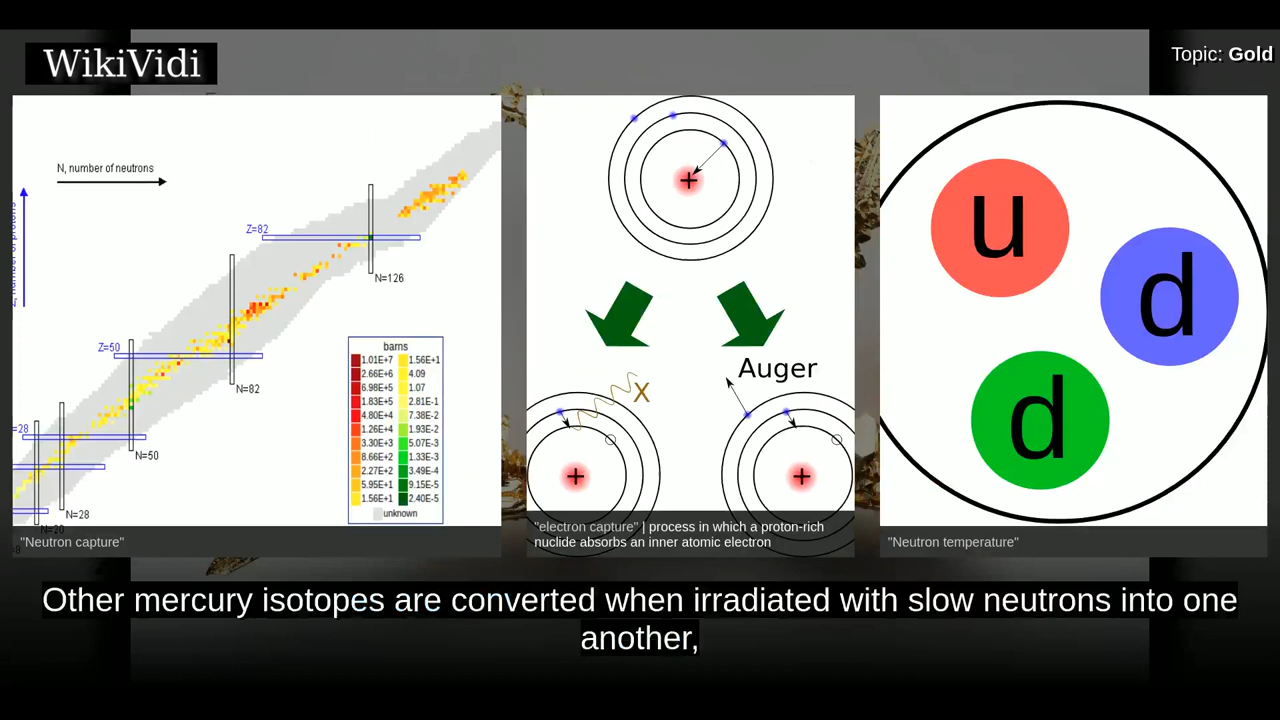 WikiVidi
Topic: Gold
N, number of neutrons
Z=82
N=126
Z=50
N=82
=28
N=50
N=28
N=20
barns
1.01E+7 1.56E+1
2.66E+6 4.09
6.98E+5 1.07
1.83E+5 2.81E-1
4.80E+4 7.38E-2
1.26E+4 1.93E-2
3.30E+3 5.07E-3
8.66E+2 1.33E-3
2.27E+2 3.49E-4
5.95E+1 9.15E-5
1.56E+1 2.40E-5
unknown
"Neutron capture"
+
X
Auger
+
+
"electron capture" | process in which a proton-rich
nuclide absorbs an inner atomic electron
u
d
d
"Neutron temperature"
Other mercury isotopes are converted when irradiated with slow neutrons into one
another,